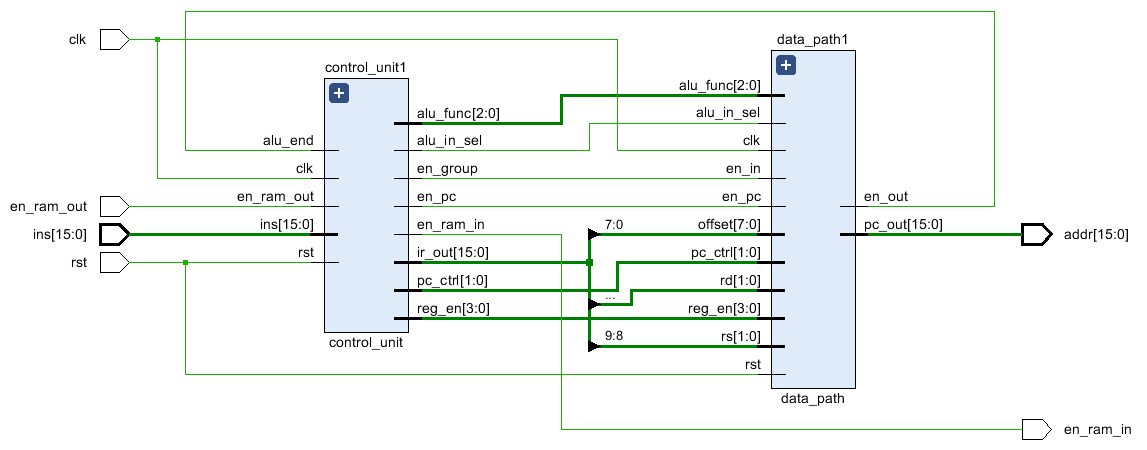 clk
en_ram_out
ins[15:0]
rst
control_unit1
alu_end
clk
en_ram_out
ins[15:0]
rst
alu_func[2:0]
alu_in_sel
en_group
en_pc
en_ram_in
ir_out[15:0]
pc_ctrl[1:0]
reg_en[3:0]
control_unit
7:0
...
9:8
data_path1
alu_func[2:0]
alu_in_sel
clk
en_in
en_pc
offset[7:0]
pc_ctrl[1:0]
rd[1:0]
reg_en[3:0]
rs[1:0]
rst
en_out
pc_out[15:0]
data_path
addr[15:0]
en_ram_in